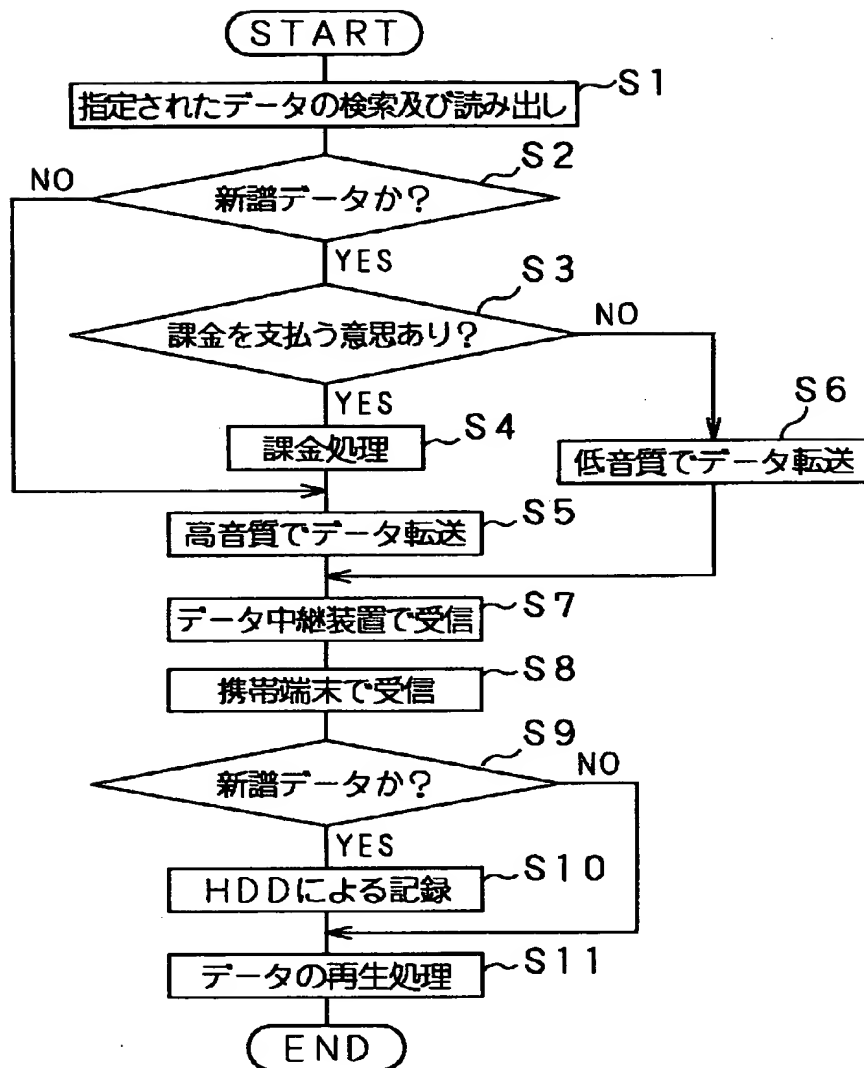 START
指定されたデータの検索及び読み出し
S1
S2
NO
新譜データか?
YES
S3
課金を支払う意思あり?
NO
YES
S4
課金処理
S6
低音質でデータ転送
S5
高音質でデータ転送
S7
データ中継装置で受信
S8
携帯端末で受信
S9
新譜データか?
NO
YES
S10
HDDによる記録
S11
データの再生処理
END